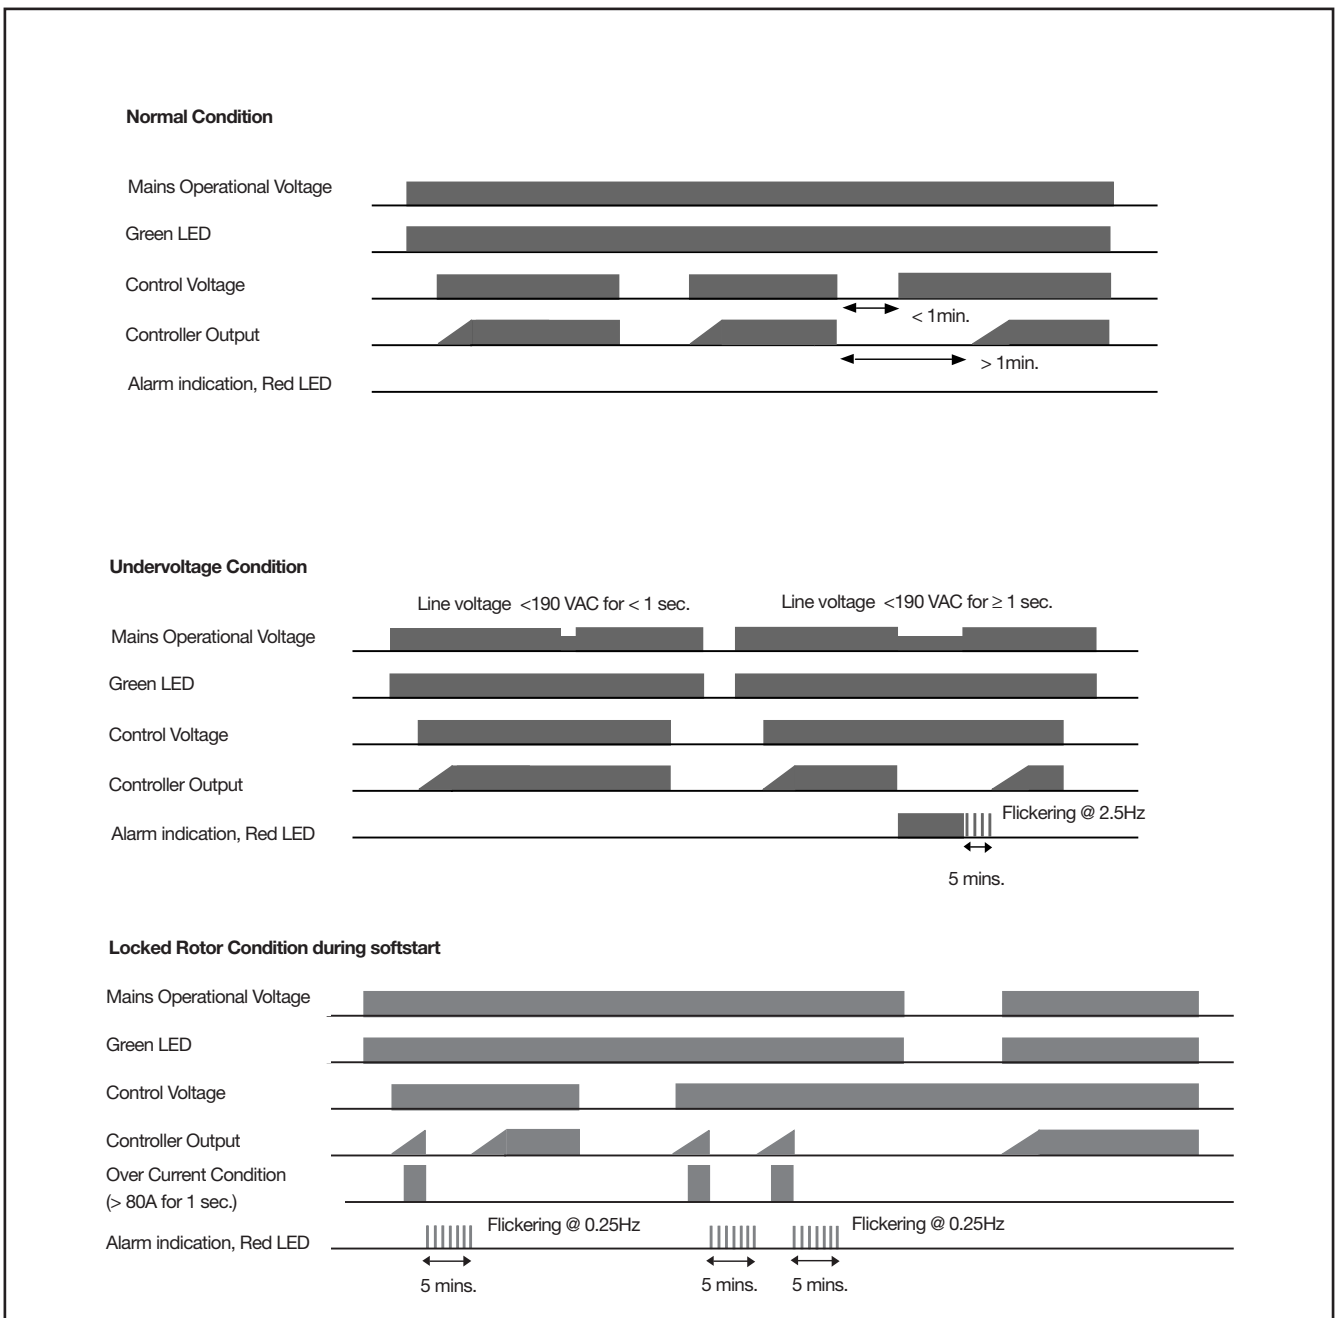 Normal Condition
Mains Operational Voltage
Green LED
Control Voltage
< 1min.
Controller Output
> 1min.
Alarm indication, Red LED
Undervoltage Condition
Line voltage <190 VAC for < 1 sec.
Line voltage <190 VAC for ≥ 1 sec.
Mains Operational Voltage
Green LED
Control Voltage
Controller Output
Flickering @ 2.5Hz
Alarm indication, Red LED
5 mins.
Locked Rotor Condition during softstart
Mains Operational Voltage
Green LED
Control Voltage
Controller Output
Over Current Condition
(> 80A for 1 sec.)
Flickering @ 0.25Hz
Flickering @ 0.25Hz
Alarm indication, Red LED
5 mins.
5 mins.
5 mins.